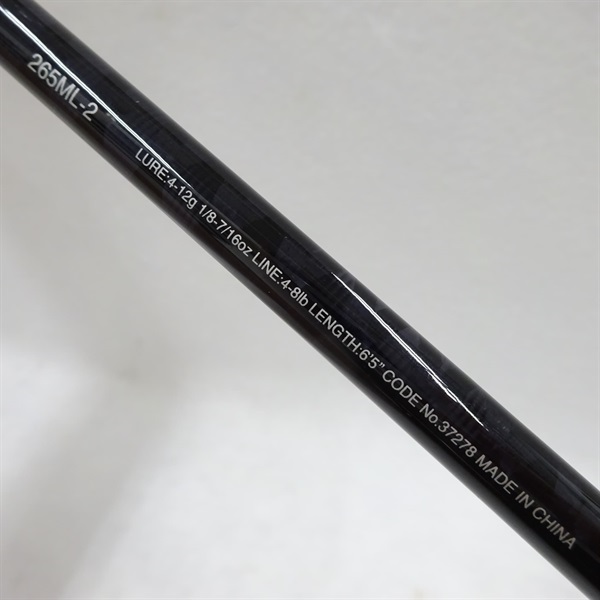 265ML-2
LURE:4-12g 1/8-7/16oz LINE:4-8lb LENGTH:6'5" CODE No.37278 MADE IN CHINA